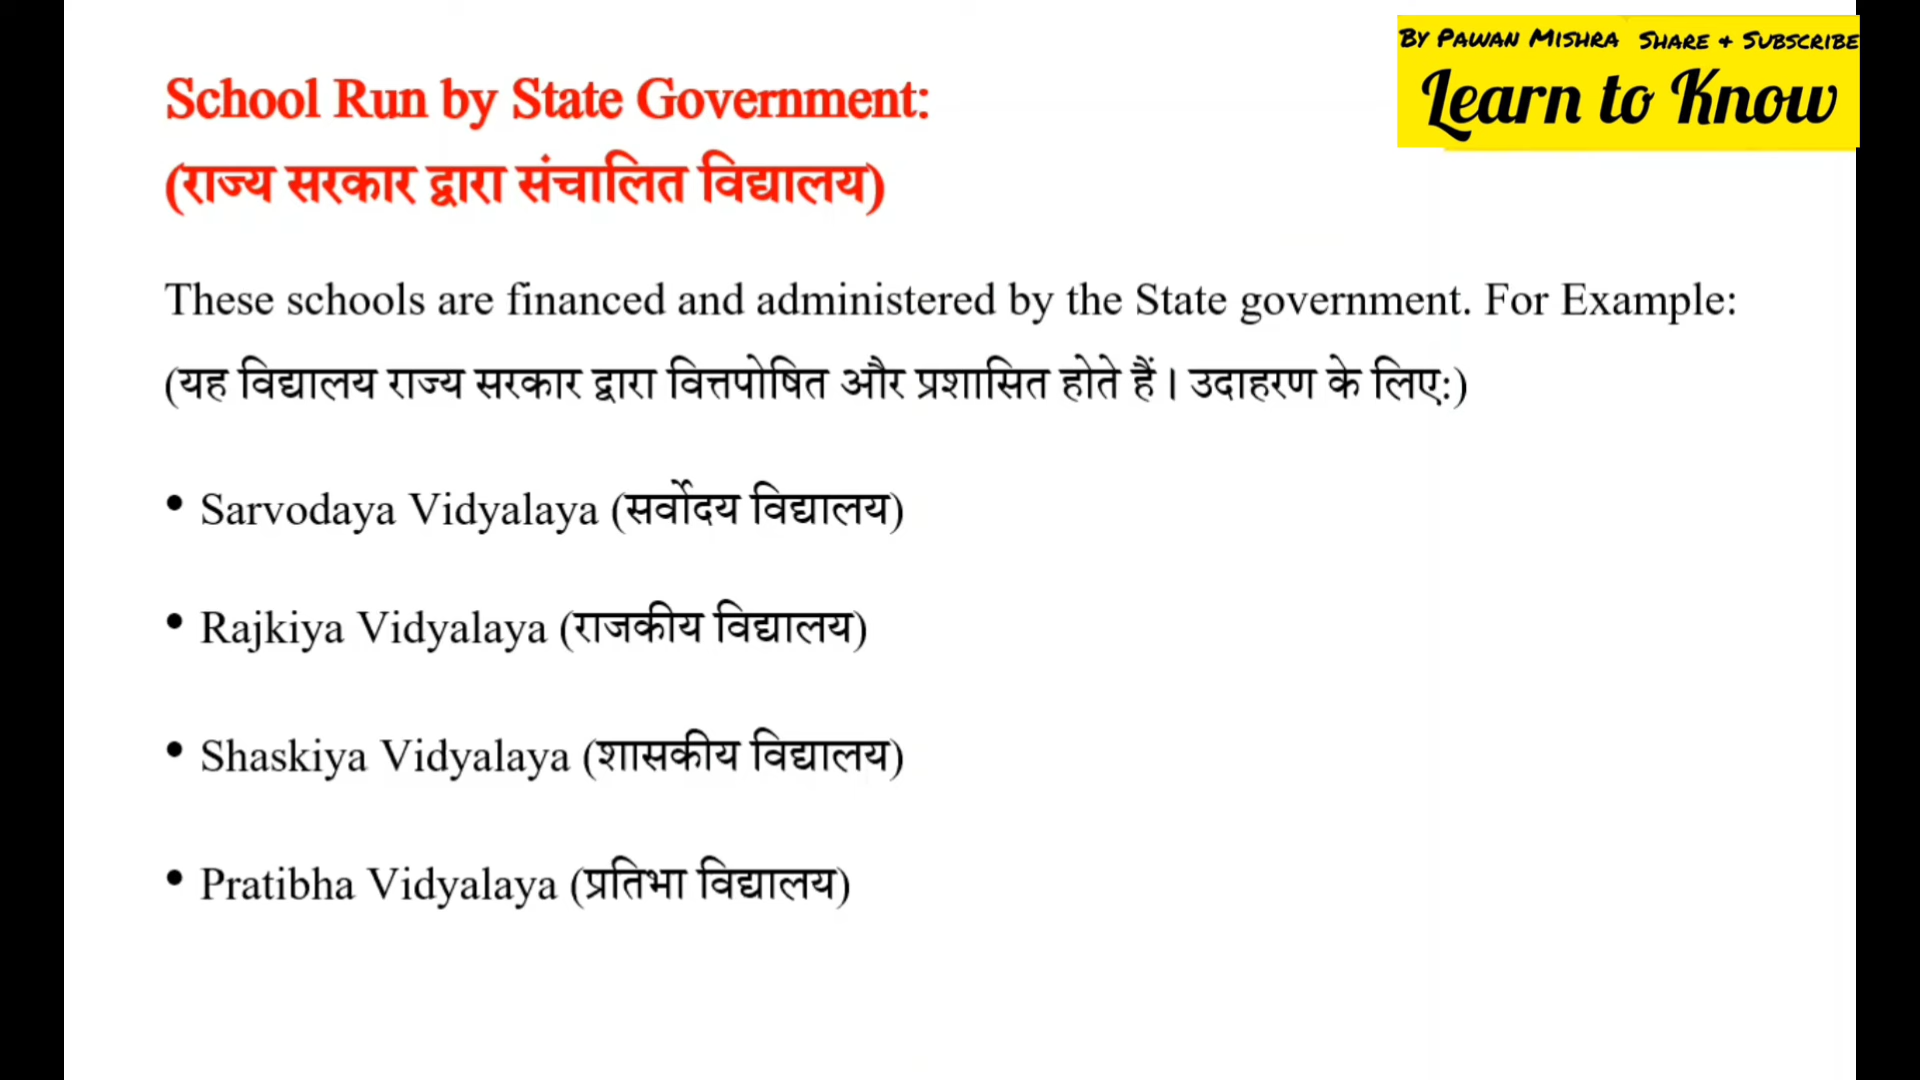 By Pawan Mishra Share + Subscribe
Learn to Know
School Run by State Government:
(राज्य सरकार द्वारा संचालित विद्यालय)
These schools are financed and administered by the State government. For Example:
(यह विद्यालय राज्य सरकार द्वारा वित्तपोषित और प्रशासित होते हैं। उदाहरण के लिए:)
• Sarvodaya Vidyalaya (सर्वोदय विद्यालय)
• Rajkiya Vidyalaya (राजकीय विद्यालय)
• Shaskiya Vidyalaya (शासकीय विद्यालय)
• Pratibha Vidyalaya (प्रतिभा विद्यालय)